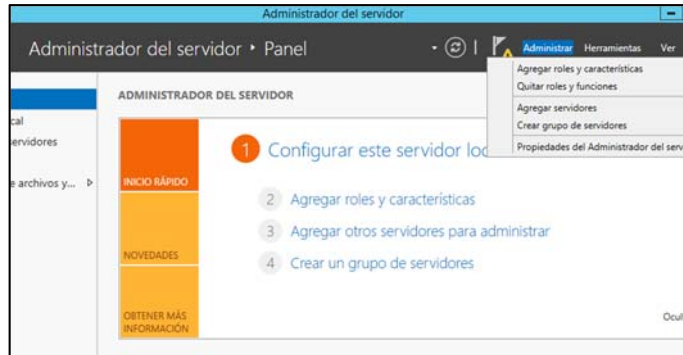 Administrador del servidor
Administrador del servidor ‣ Panel
Administrar Herramientas Ver
Agregar roles y características
Quitar roles y funciones
Agregar servidores
Crear grupo de servidores
Propiedades del Administrador del serv
cal
ervidores
e archivos y...
ADMINISTRADOR DEL SERVIDOR
INICIO RÁPIDO
NOVEDADES
OBTENER MÁS
INFORMACIÓN
1 Configurar este servidor loc
2 Agregar roles y características
3 Agregar otros servidores para administrar
4 Crear un grupo de servidores
Ocul